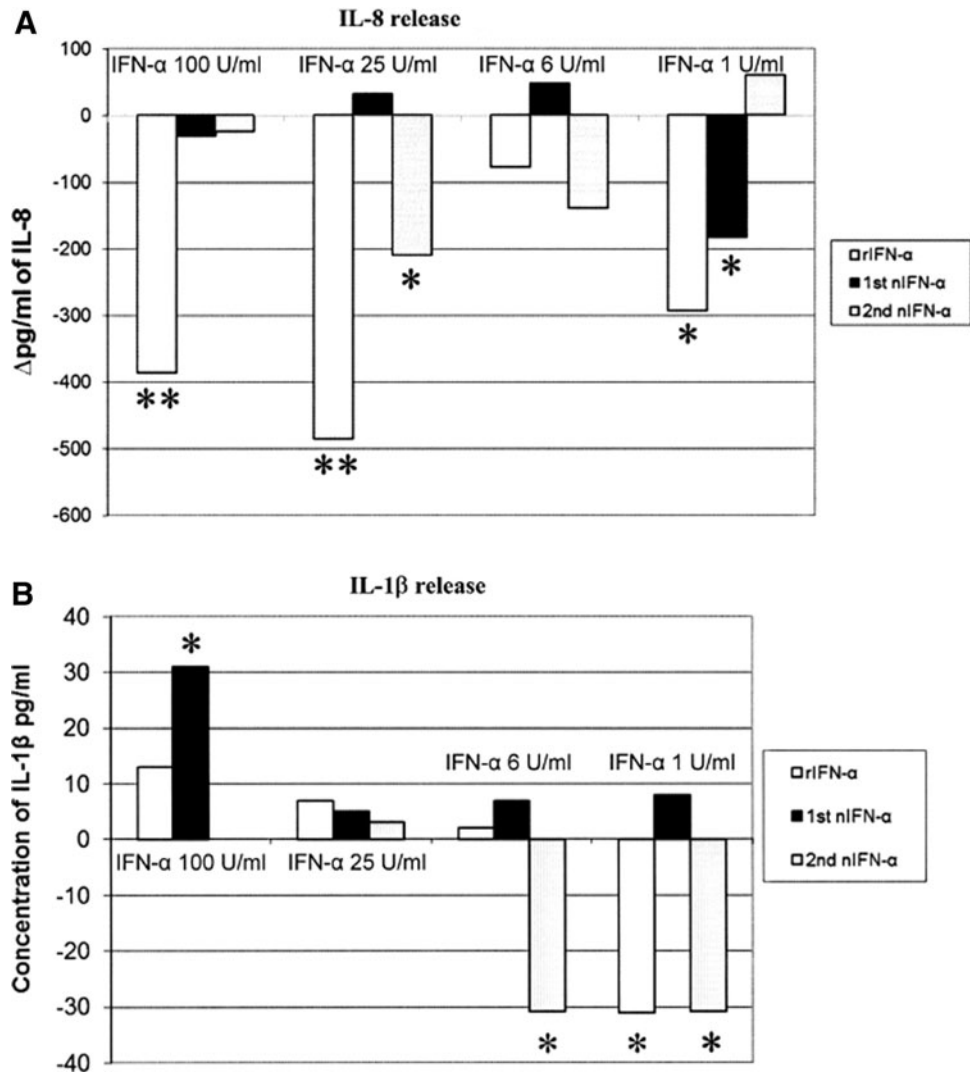 A
IL-8 release
IFN-α 100 U/ml IFN-α 25 U/ml IFN-α 6 U/ml IFN-α 1 U/ml
100
0
-100
-200
-300
-400
-500
-600
Δpg/ml of IL-8
** ** * * *
rIFN-α
1st nIFN-α
2nd nIFN-α
B
IL-1β release
Concentration of IL-1β pg/ml
40
30
20
10
0
-10
-20
-30
-40
*
IFN-α 6 U/ml IFN-α 1 U/ml
IFN-α 100 U/ml IFN-α 25 U/ml
* * *
rIFN-α
1st nIFN-α
2nd nIFN-α